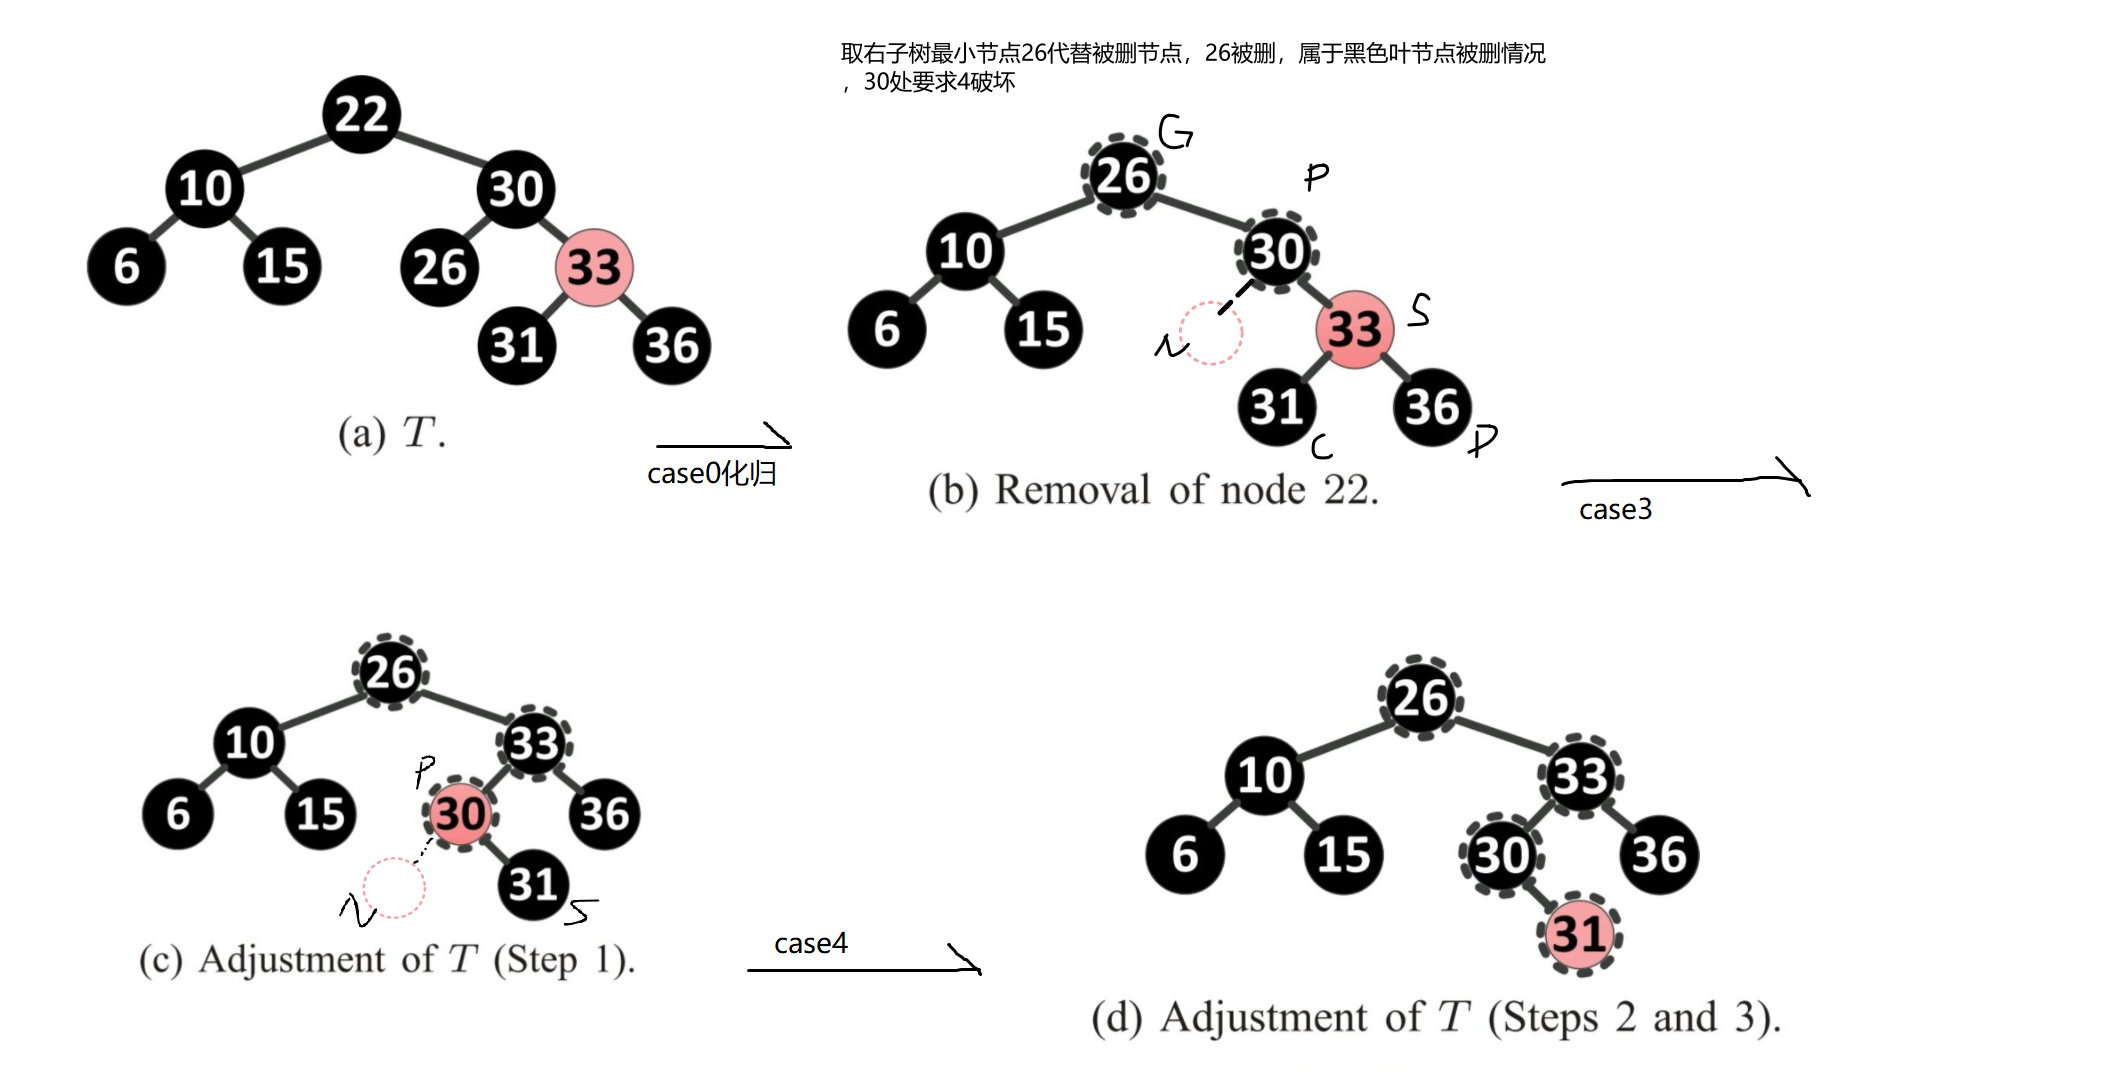 取右子树最小节点26代替被删节点，26被删，属于黑色叶节点被删情况
，30处要求4破坏
22
10
30
6
15
26
33
31
36
(a) T.
case0化归
G
26
P
10
30
6
15
N
33
S
31
36
C
D
(b) Removal of node 22.
case3
26
10
33
P
6
15
30
36
N
31
S
(c) Adjustment of T (Step 1).
case4
26
10
33
6
15
30
36
31
(d) Adjustment of T (Steps 2 and 3).